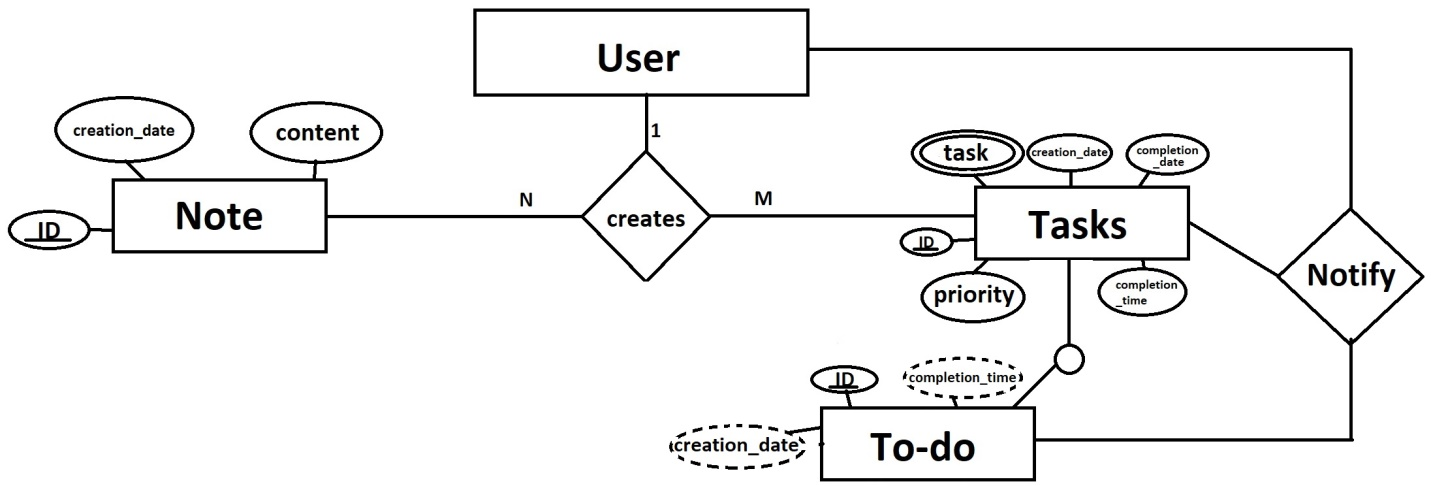 User
creation_date
content
1
task
creation_date
completion
_date
Note
N
M
creates
Tasks
ID
ID
priority
completion
_time
Notify
ID
completion_time
creation_date
To-do